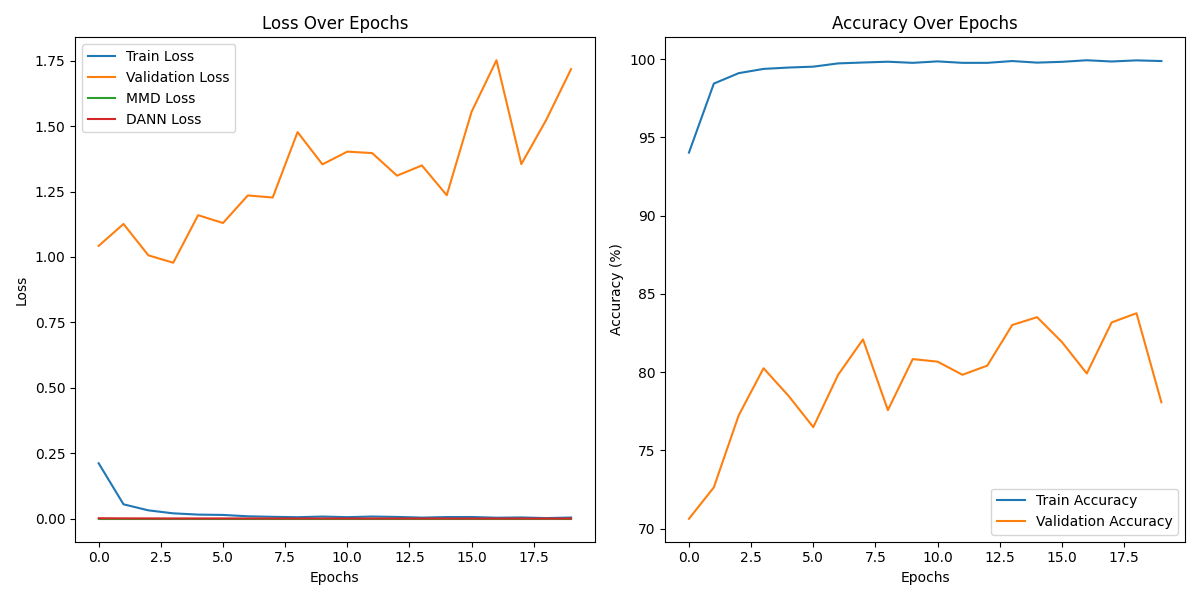 Loss Over Epochs
Train Loss
Validation Loss
MMD Loss
DANN Loss
1.75
1.50
1.25
1.00
0.75
0.50
0.25
0.00
Loss
0.0 2.5 5.0 7.5 10.0 12.5 15.0 17.5
Epochs
Accuracy Over Epochs
100
95
90
85
80
75
70
Accuracy (%)
Train Accuracy
Validation Accuracy
0.0 2.5 5.0 7.5 10.0 12.5 15.0 17.5
Epochs